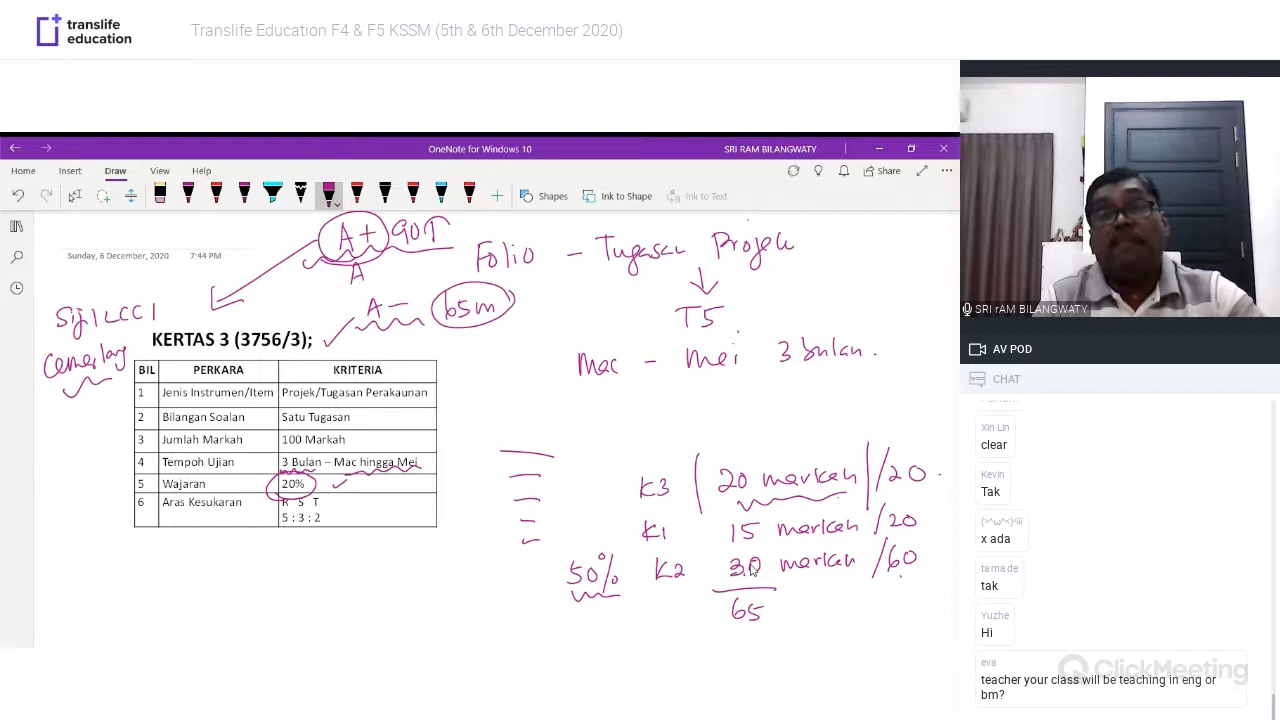 translife
education
Translife Education F4 & F5 KSSM (5th & 6th December 2020)
OneNote for Windows 10
SRI RAM BILANGWATY
Home Insert Draw View Help
Share
Shapes
Ink to Shape
Ink to Text
A+ 90T
A
Sunday, 6 December, 2020 7:44 PM
Folio – Tugasan Projek
T5
A– 65m
Sijil LCCI
Cemerlang
Mac – Mei 3 bulan.
KERTAS 3 (3756/3);
BIL PERKARA KRITERIA
1 Jenis Instrumen/Item Projek/Tugasan Perakaunan
2 Bilangan Soalan Satu Tugasan
3 Jumlah Markah 100 Markah
4 Tempoh Ujian 3 Bulan – Mac hingga Mei
5 Wajaran 20%
6 Aras Kesukaran R S T
5 : 3 : 2
K3 20 markah /20
K1 15 markah /20
50% K2 30 markah /60
65
SRI rAM BILANGWATY
AV POD
CHAT
Xin Lin
clear
Kevin
Tak
x ada
tamade
tak
Yuzhe
Hi
eva
teacher your class will be teaching in eng or
bm?
ClickMeeting